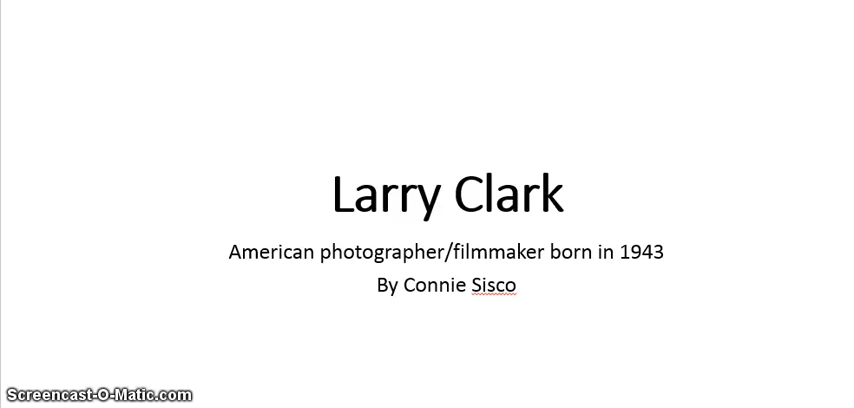 Larry Clark
American photographer/filmmaker born in 1943
By Connie Sisco
Screencast-O-Matic.com